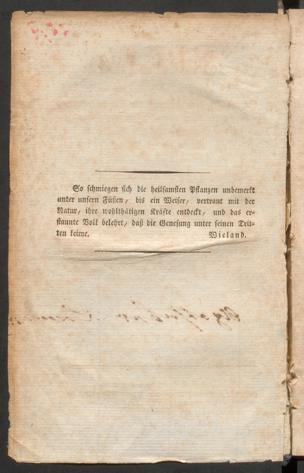 So schmiegen sich die heilsamsten Pflanzen unbemerkt
unter unsern Füßen, bis ein Weiser, vertraut mit der
Natur, ihre wohlthätigen Kräfte entdeckt, und das er-
staunte Volk belehrt, daß die Genesung unter seinen Trit-
ten keime. Wieland.